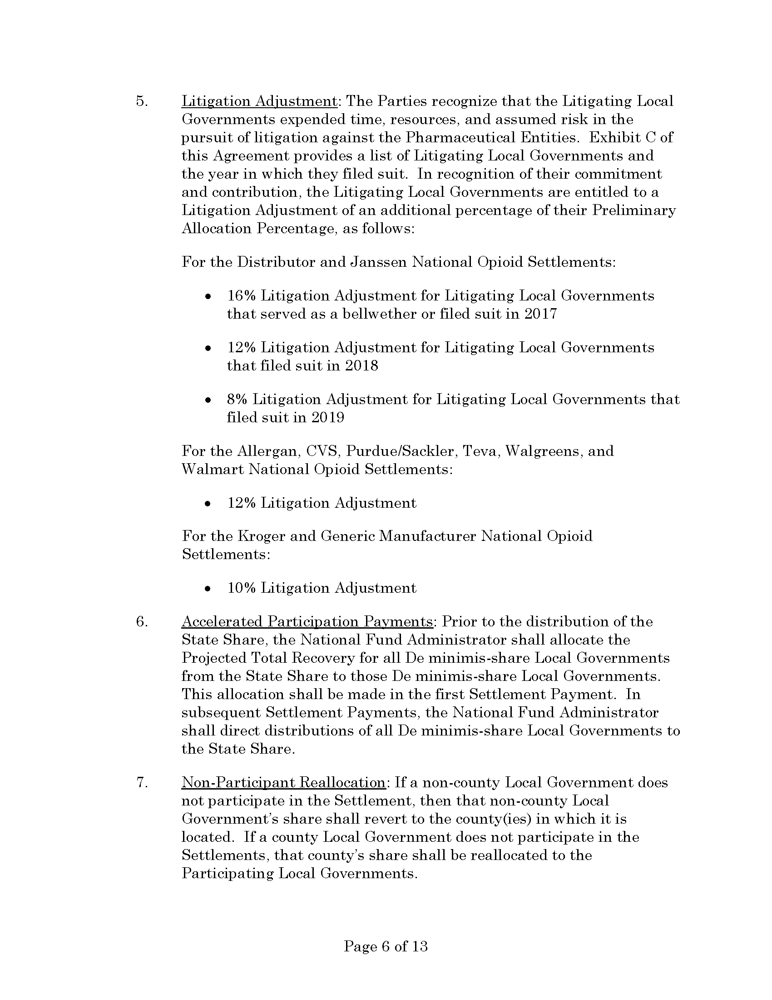 5. Litigation Adjustment: The Parties recognize that the Litigating Local
Governments expended time, resources, and assumed risk in the
pursuit of litigation against the Pharmaceutical Entities.  Exhibit C of
this Agreement provides a list of Litigating Local Governments and
the year in which they filed suit.  In recognition of their commitment
and contribution, the Litigating Local Governments are entitled to a
Litigation Adjustment of an additional percentage of their Preliminary
Allocation Percentage, as follows:
For the Distributor and Janssen National Opioid Settlements:
• 16% Litigation Adjustment for Litigating Local Governments
that served as a bellwether or filed suit in 2017
• 12% Litigation Adjustment for Litigating Local Governments
that filed suit in 2018
• 8% Litigation Adjustment for Litigating Local Governments that
filed suit in 2019
For the Allergan, CVS, Purdue/Sackler, Teva, Walgreens, and
Walmart National Opioid Settlements:
• 12% Litigation Adjustment
For the Kroger and Generic Manufacturer National Opioid
Settlements:
• 10% Litigation Adjustment
6. Accelerated Participation Payments: Prior to the distribution of the
State Share, the National Fund Administrator shall allocate the
Projected Total Recovery for all De minimis-share Local Governments
from the State Share to those De minimis-share Local Governments.
This allocation shall be made in the first Settlement Payment.  In
subsequent Settlement Payments, the National Fund Administrator
shall direct distributions of all De minimis-share Local Governments to
the State Share.
7. Non-Participant Reallocation: If a non-county Local Government does
not participate in the Settlement, then that non-county Local
Government’s share shall revert to the county(ies) in which it is
located.  If a county Local Government does not participate in the
Settlements, that county’s share shall be reallocated to the
Participating Local Governments.
Page 6 of 13